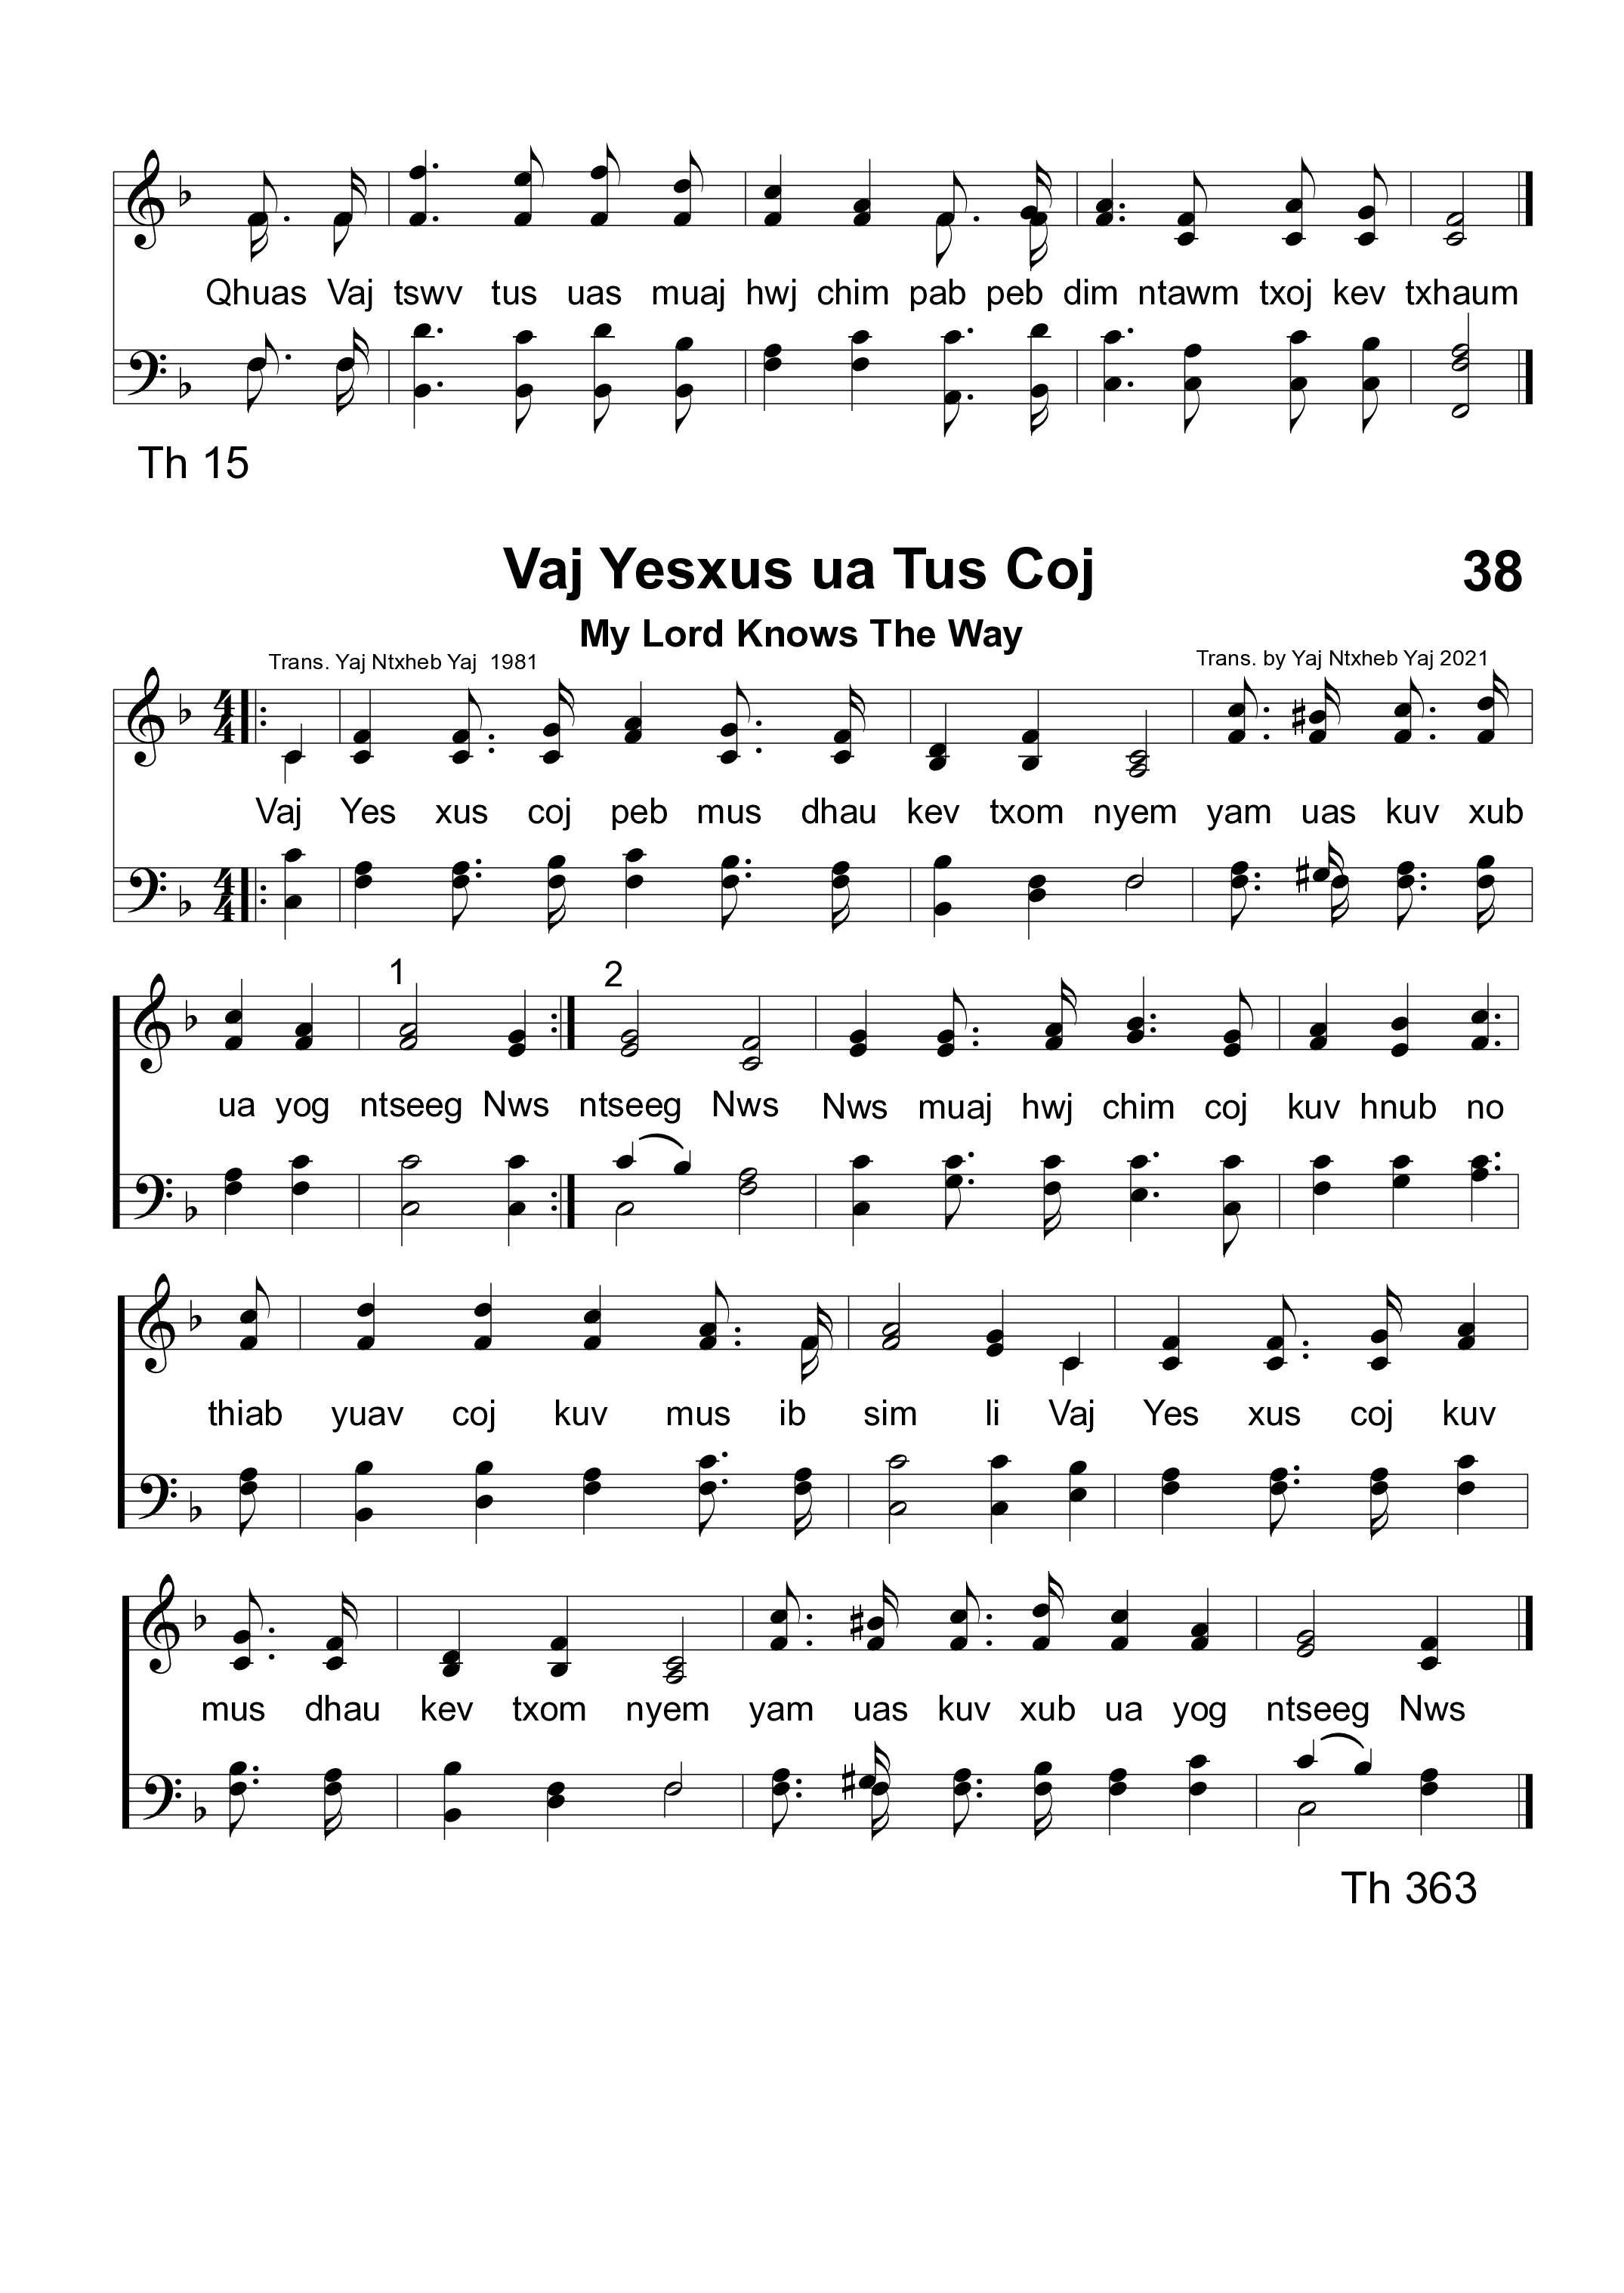 Qhuas Vaj tswv tus uas muaj hwj chim pab peb dim ntawm txoj kev txhaum
Th 15
Vaj Yesxus ua Tus Coj 38
My Lord Knows The Way
Trans. Yaj Ntxheb Yaj 1981 Trans. by Yaj Ntxheb Yaj 2021
4 4
Vaj Yes xus coj peb mus dhau kev txom nyem yam uas kuv xub
4 4
1 2
ua yog ntseeg Nws ntseeg Nws Nws muaj hwj chim coj kuv hnub no
thiab yuav coj kuv mus ib sim li Vaj Yes xus coj kuv
mus dhau kev txom nyem yam uas kuv xub ua yog ntseeg Nws
Th 363